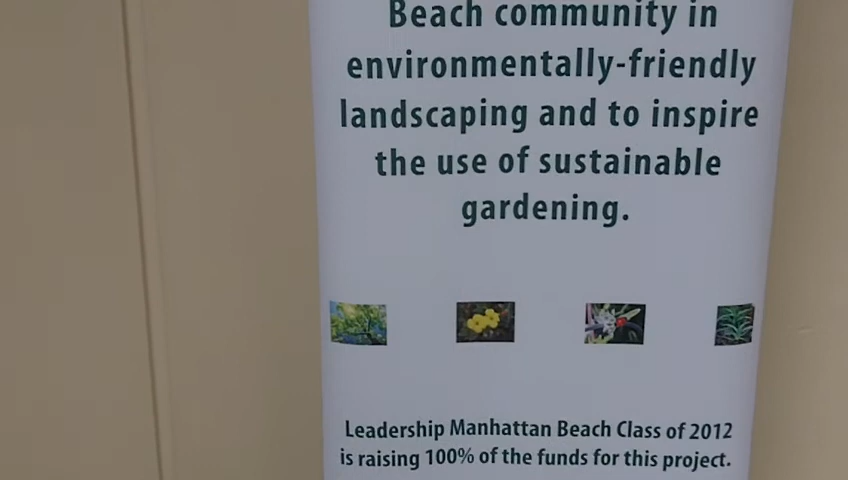 Beach community in
environmentally-friendly
landscaping and to inspire
the use of sustainable
gardening.
Leadership Manhattan Beach Class of 2012
is raising 100% of the funds for this project.